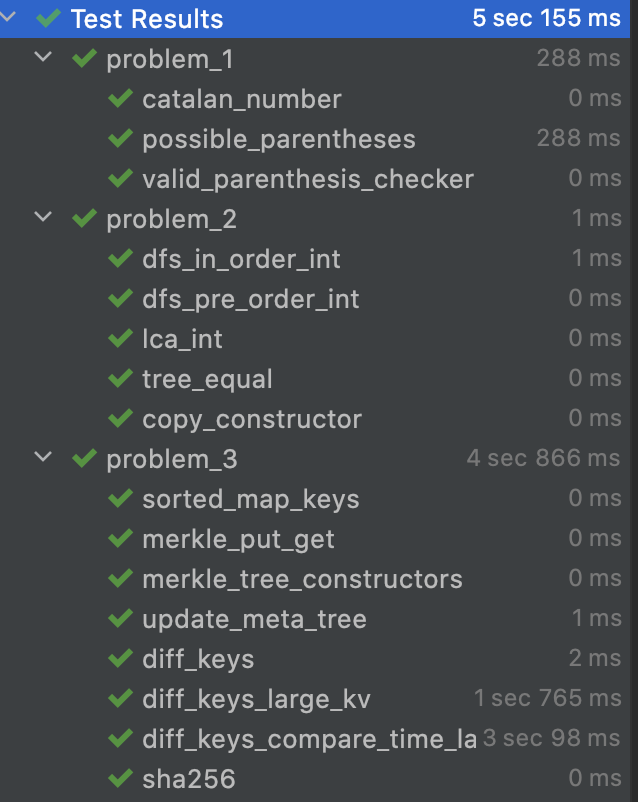 Test Results 5 sec 155 ms
problem_1 288 ms
catalan_number 0 ms
possible_parentheses 288 ms
valid_parenthesis_checker 0 ms
problem_2 1 ms
dfs_in_order_int 1 ms
dfs_pre_order_int 0 ms
lca_int 0 ms
tree_equal 0 ms
copy_constructor 0 ms
problem_3 4 sec 866 ms
sorted_map_keys 0 ms
merkle_put_get 0 ms
merkle_tree_constructors 0 ms
update_meta_tree 1 ms
diff_keys 2 ms
diff_keys_large_kv 1 sec 765 ms
diff_keys_compare_time_la 3 sec 98 ms
sha256 0 ms